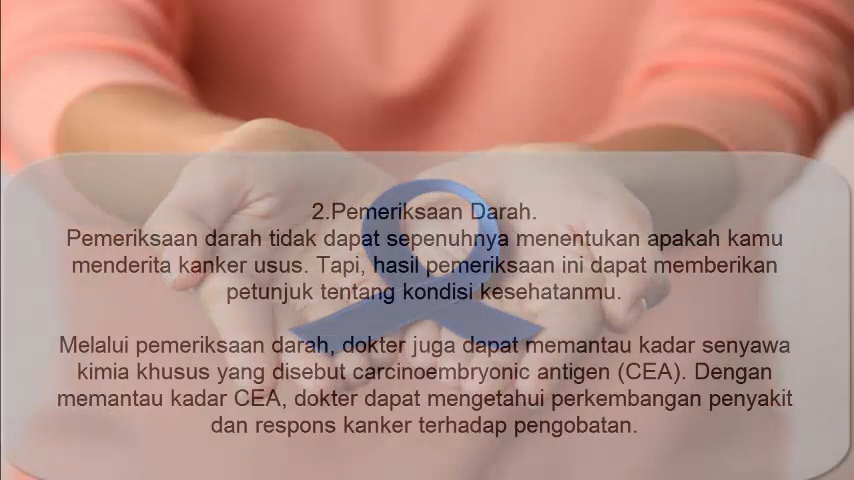 2.Pemeriksaan Darah.
Pemeriksaan darah tidak dapat sepenuhnya menentukan apakah kamu
menderita kanker usus. Tapi, hasil pemeriksaan ini dapat memberikan
petunjuk tentang kondisi kesehatanmu.
Melalui pemeriksaan darah, dokter juga dapat memantau kadar senyawa
kimia khusus yang disebut carcinoembryonic antigen (CEA). Dengan
memantau kadar CEA, dokter dapat mengetahui perkembangan penyakit
dan respons kanker terhadap pengobatan.